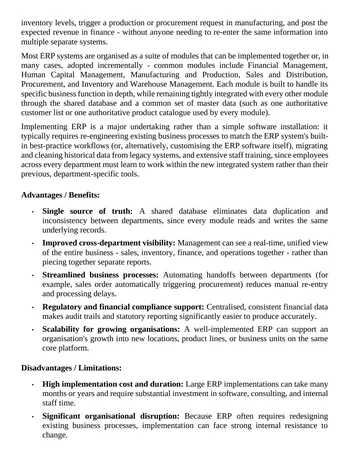 inventory levels, trigger a production or procurement request in manufacturing, and post the
expected revenue in finance - without anyone needing to re-enter the same information into
multiple separate systems.
Most ERP systems are organised as a suite of modules that can be implemented together or, in
many cases, adopted incrementally - common modules include Financial Management,
Human Capital Management, Manufacturing and Production, Sales and Distribution,
Procurement, and Inventory and Warehouse Management. Each module is built to handle its
specific business function in depth, while remaining tightly integrated with every other module
through the shared database and a common set of master data (such as one authoritative
customer list or one authoritative product catalogue used by every module).
Implementing ERP is a major undertaking rather than a simple software installation: it
typically requires re-engineering existing business processes to match the ERP system's built-
in best-practice workflows (or, alternatively, customising the ERP software itself), migrating
and cleaning historical data from legacy systems, and extensive staff training, since employees
across every department must learn to work within the new integrated system rather than their
previous, department-specific tools.
Advantages / Benefits:
• Single source of truth: A shared database eliminates data duplication and
inconsistency between departments, since every module reads and writes the same
underlying records.
• Improved cross-department visibility: Management can see a real-time, unified view
of the entire business - sales, inventory, finance, and operations together - rather than
piecing together separate reports.
• Streamlined business processes: Automating handoffs between departments (for
example, sales order automatically triggering procurement) reduces manual re-entry
and processing delays.
• Regulatory and financial compliance support: Centralised, consistent financial data
makes audit trails and statutory reporting significantly easier to produce accurately.
• Scalability for growing organisations: A well-implemented ERP can support an
organisation's growth into new locations, product lines, or business units on the same
core platform.
Disadvantages / Limitations:
• High implementation cost and duration: Large ERP implementations can take many
months or years and require substantial investment in software, consulting, and internal
staff time.
• Significant organisational disruption: Because ERP often requires redesigning
existing business processes, implementation can face strong internal resistance to
change.